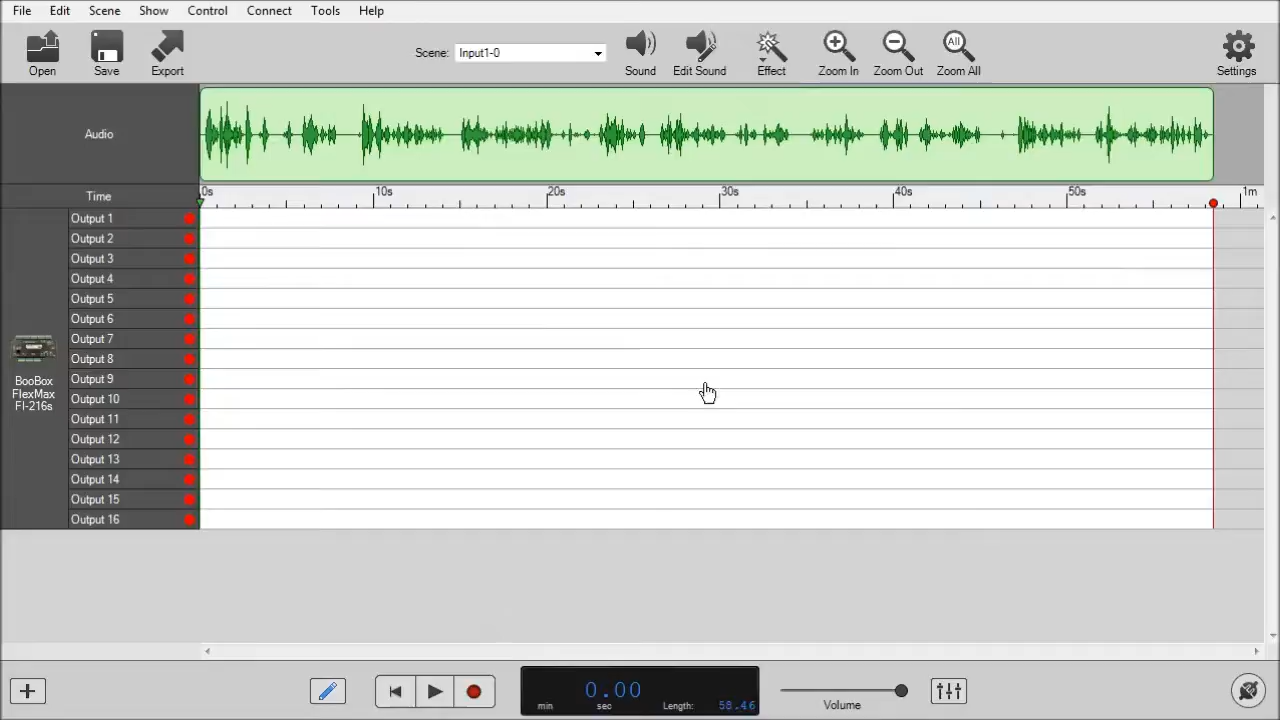 File Edit Scene Show Control Connect Tools Help
Scene: Input1-0
Open Save Export Sound Edit Sound Effect Zoom In Zoom Out All Zoom All Settings
Audio
Time 0s 10s 20s 30s 40s 50s 1m
Output 1
Output 2
Output 3
Output 4
Output 5
Output 6
Output 7
Output 8
Output 9
Output 10
Output 11
Output 12
Output 13
Output 14
Output 15
Output 16
BooBox
FlexMax
FI-216s
0.00
min sec Length: 58.46
Volume